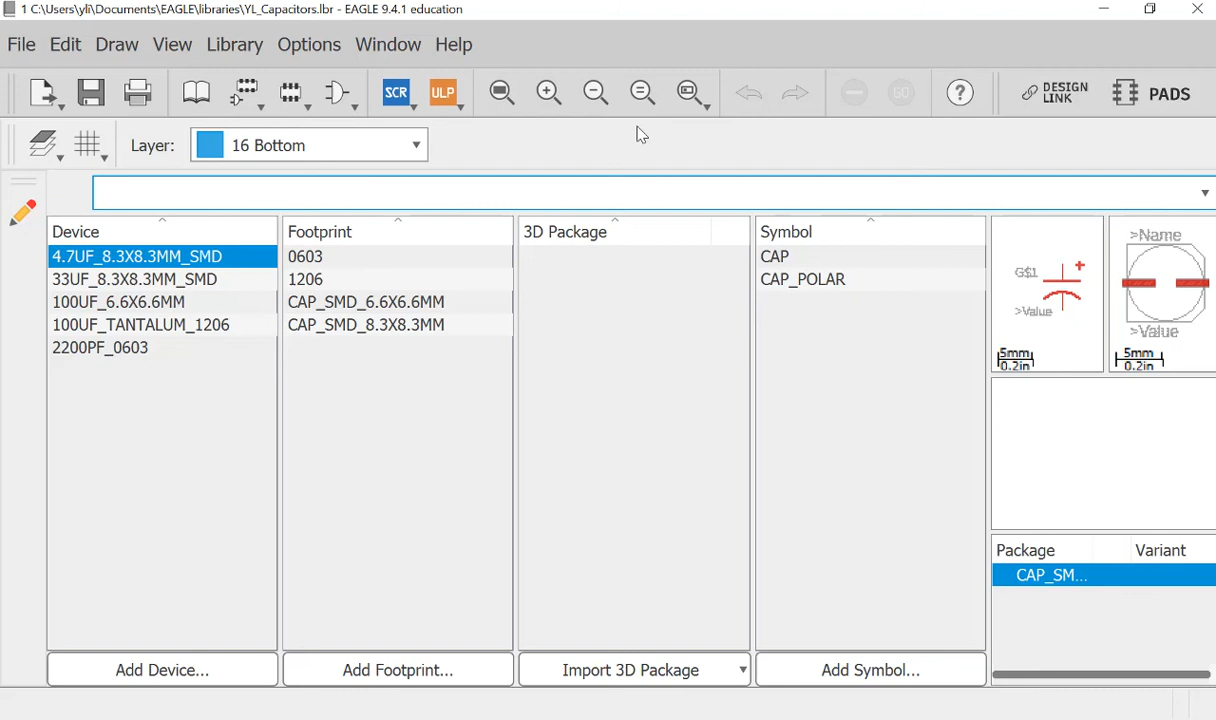 1 C:\Users\yli\Documents\EAGLE\libraries\YL_Capacitors.lbr - EAGLE 9.4.1 education
File Edit Draw View Library Options Window Help
SCR ULP DESIGN LINK PADS
Layer: 16 Bottom
Device Footprint 3D Package Symbol
4.7UF_8.3X8.3MM_SMD 0603 CAP
33UF_8.3X8.3MM_SMD 1206 CAP_POLAR
100UF_6.6X6.6MM CAP_SMD_6.6X6.6MM
100UF_TANTALUM_1206 CAP_SMD_8.3X8.3MM
2200PF_0603
G$1 >Name
>Value >Value
5mm 5mm
0.2in 0.2in
Package Variant
CAP_SM...
Add Device... Add Footprint... Import 3D Package Add Symbol...